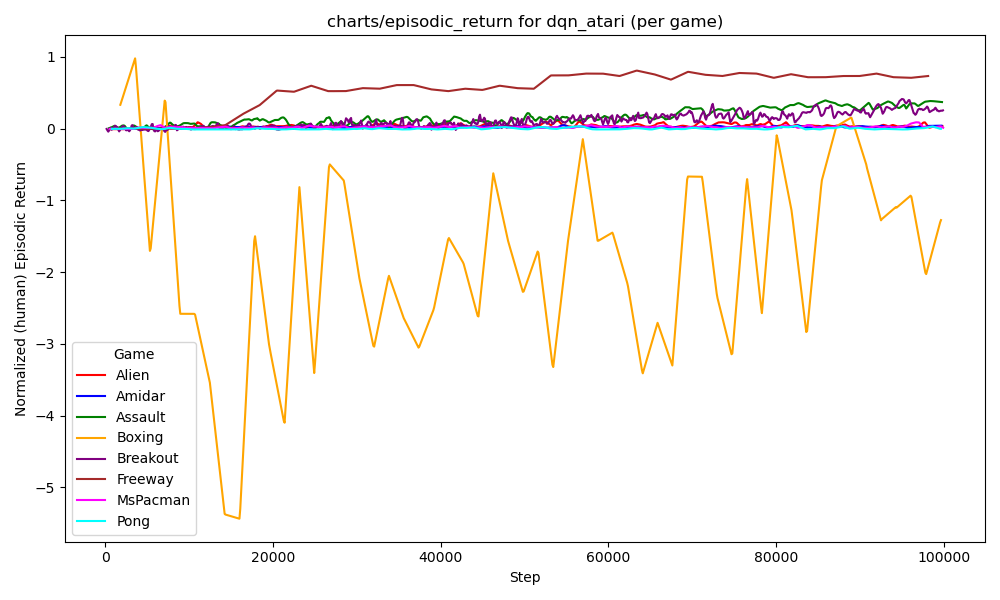 charts/episodic_return for dqn_atari (per game)
Normalized (human) Episodic Return
1
0
−1
−2
−3
−4
−5
Game
Alien
Amidar
Assault
Boxing
Breakout
Freeway
MsPacman
Pong
0
20000
40000
60000
80000
100000
Step